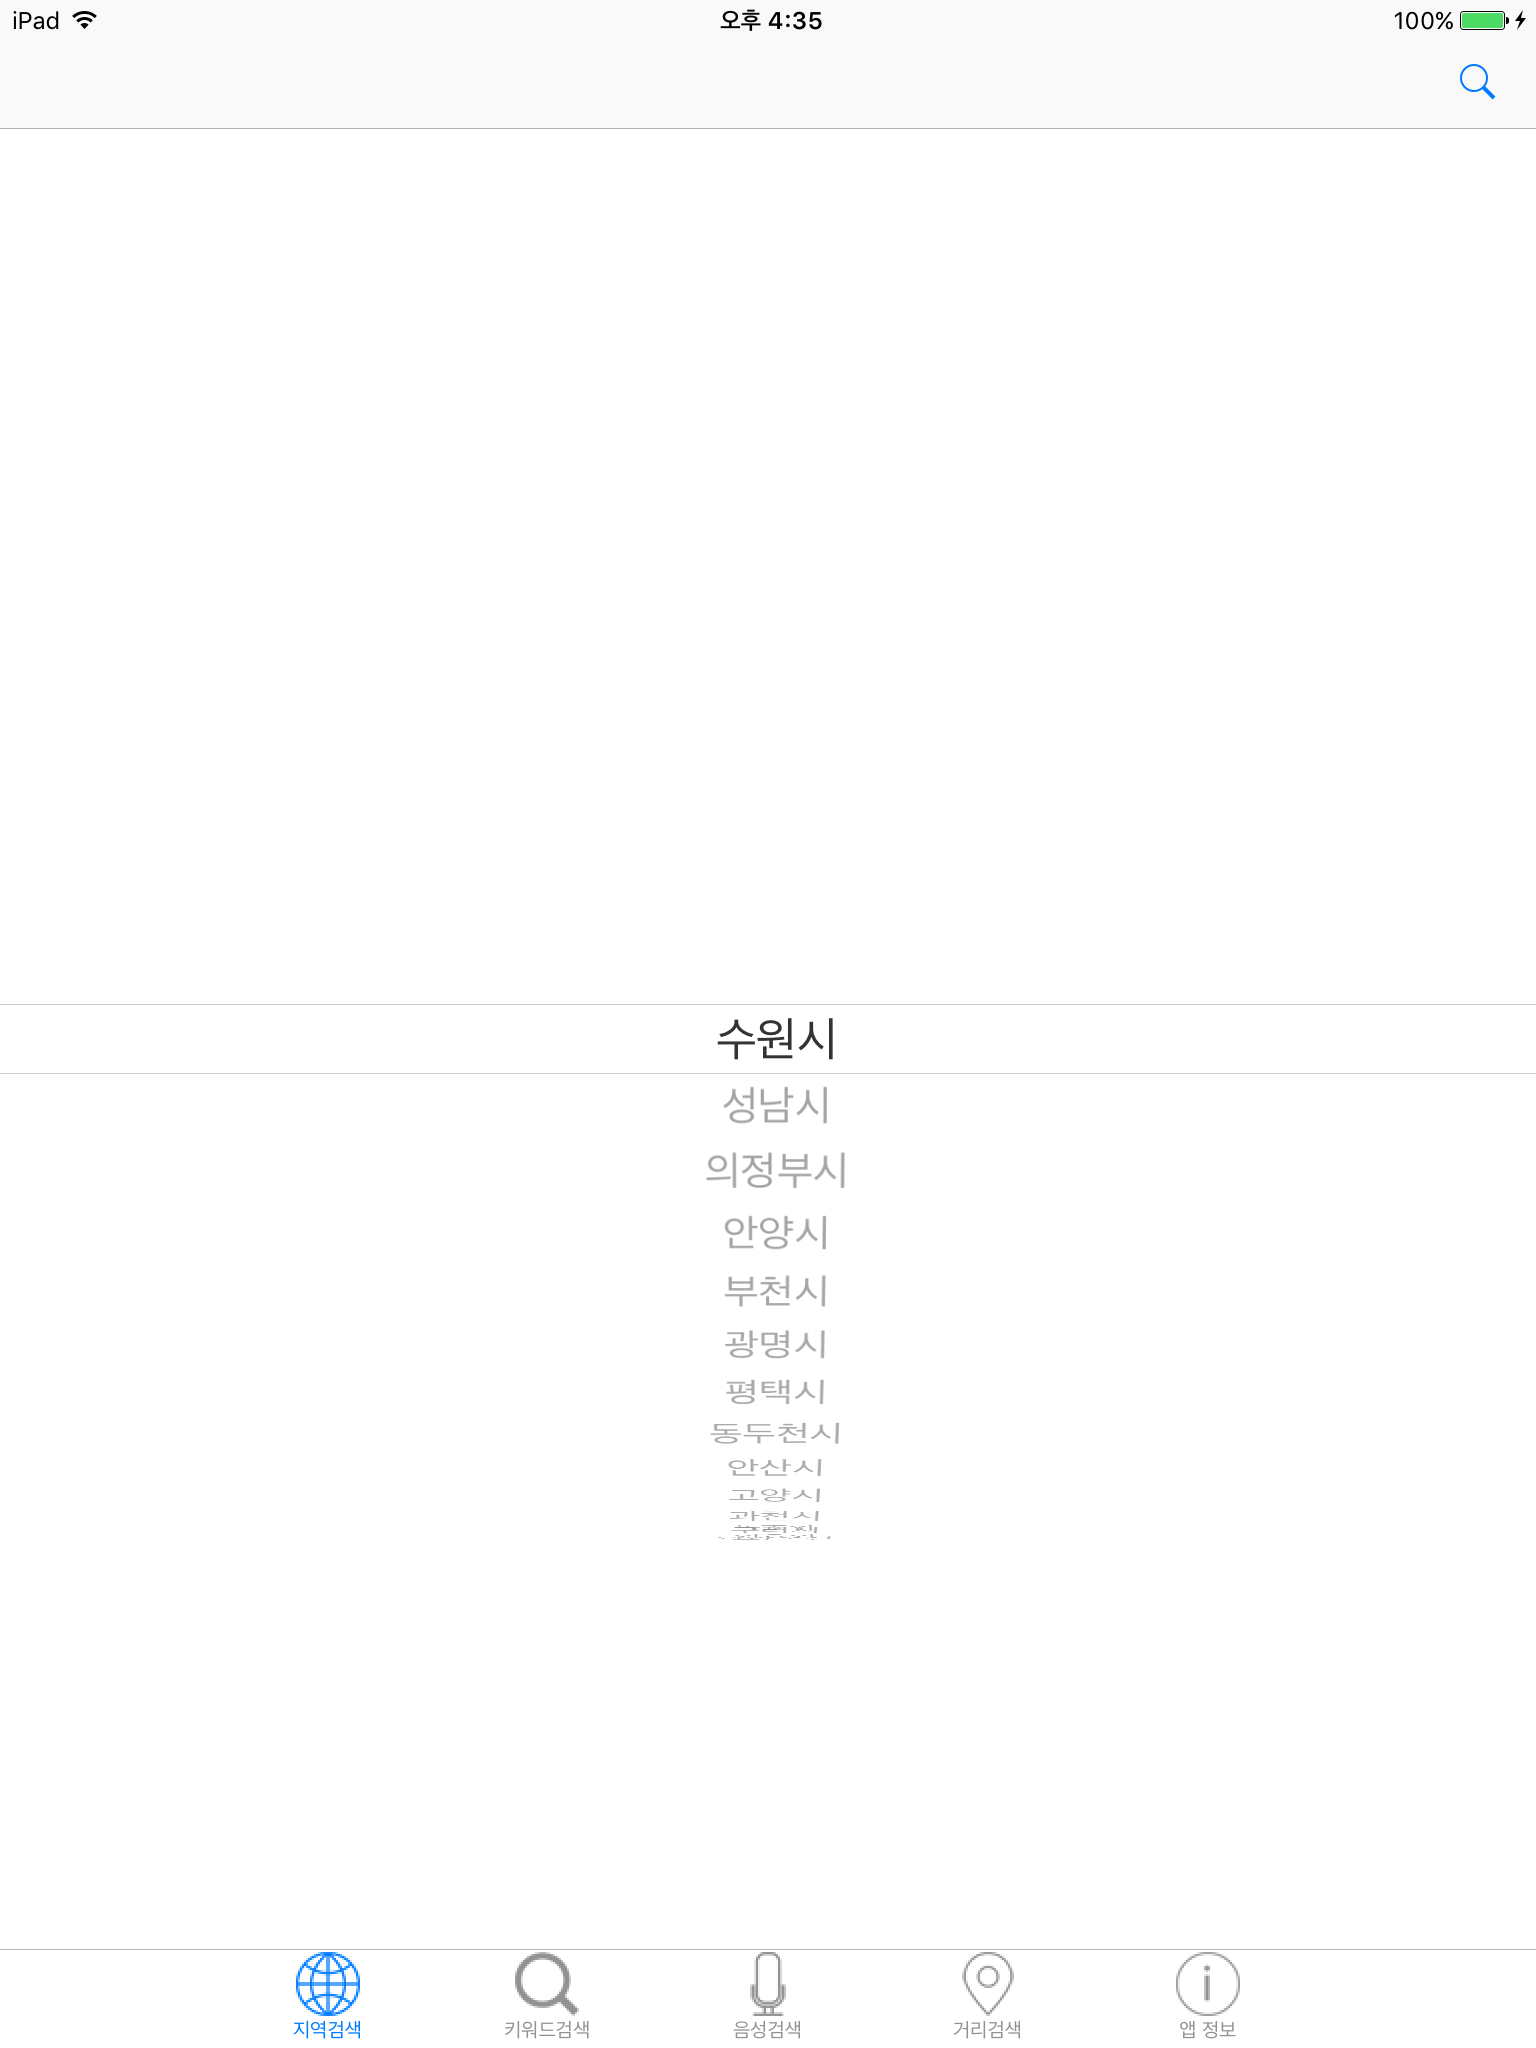 iPad 오후 4:35 100%
수원시
성남시
의정부시
안양시
부천시
광명시
평택시
동두천시
안산시
고양시
과천시
지역검색 키워드검색 음성검색 거리검색 앱 정보